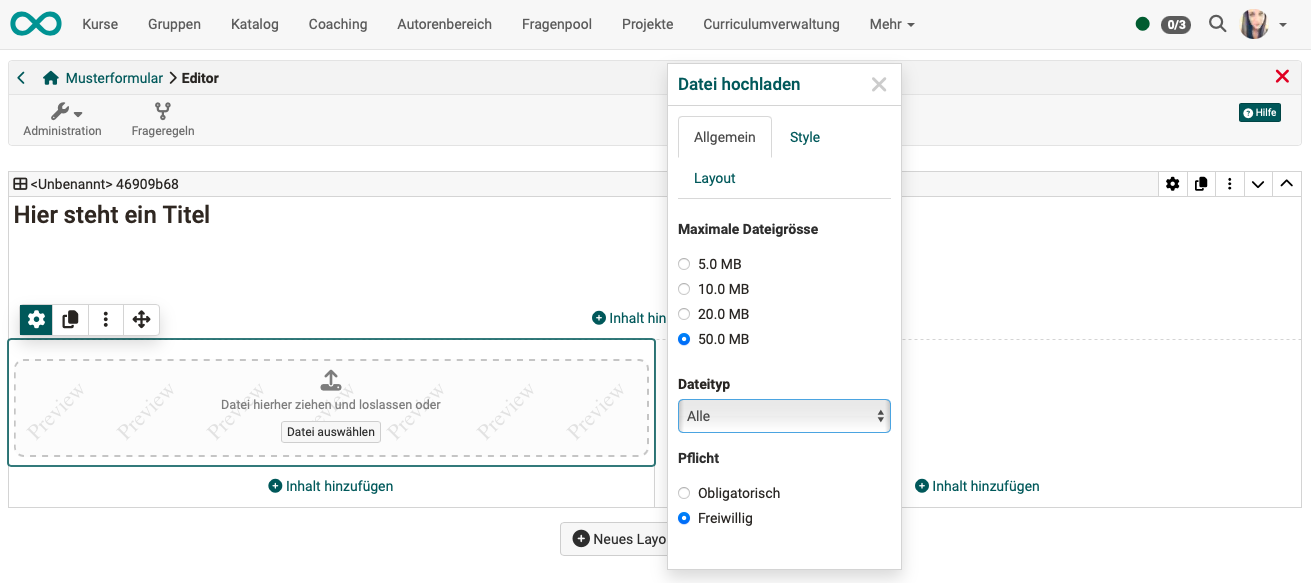 Kurse Gruppen Katalog Coaching Autorenbereich Fragenpool Projekte Curriculumverwaltung Mehr 0/3
Musterformular Editor
Administration Frageregeln Hilfe
<Unbenannt> 46909b68
Hier steht ein Titel
Inhalt hin
Preview Preview Preview Preview Preview Preview Preview
Datei hierher ziehen und loslassen oder
Datei auswählen
Inhalt hinzufügen
Inhalt hinzufügen
Neues Layo
Datei hochladen
Allgemein Style
Layout
Maximale Dateigrösse
5.0 MB
10.0 MB
20.0 MB
50.0 MB
Dateityp
Alle
Pflicht
Obligatorisch
Freiwillig